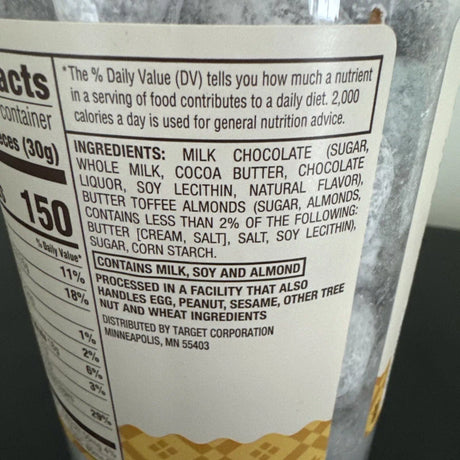 acts
container
ces (30g)
150
% Daily Value*
11%
18%
1%
2%
6%
3%
29%
*The % Daily Value (DV) tells you how much a nutrient
in a serving of food contributes to a daily diet. 2,000
calories a day is used for general nutrition advice.
INGREDIENTS: MILK CHOCOLATE (SUGAR,
WHOLE MILK, COCOA BUTTER, CHOCOLATE
LIQUOR, SOY LECITHIN, NATURAL FLAVOR),
BUTTER TOFFEE ALMONDS (SUGAR, ALMONDS,
CONTAINS LESS THAN 2% OF THE FOLLOWING:
BUTTER [CREAM, SALT], SALT, SOY LECITHIN),
SUGAR, CORN STARCH.
CONTAINS MILK, SOY AND ALMOND
PROCESSED IN A FACILITY THAT ALSO
HANDLES EGG, PEANUT, SESAME, OTHER TREE
NUT AND WHEAT INGREDIENTS
DISTRIBUTED BY TARGET CORPORATION
MINNEAPOLIS, MN 55403